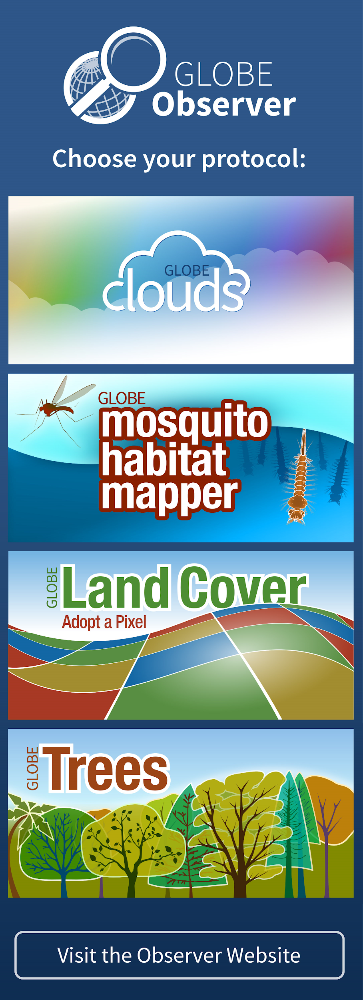 GLOBE
Observer
Choose your protocol:
GLOBE
clouds
GLOBE
mosquito
habitat
mapper
GLOBE
Land Cover
Adopt a Pixel
GLOBE
Trees
Visit the Observer Website